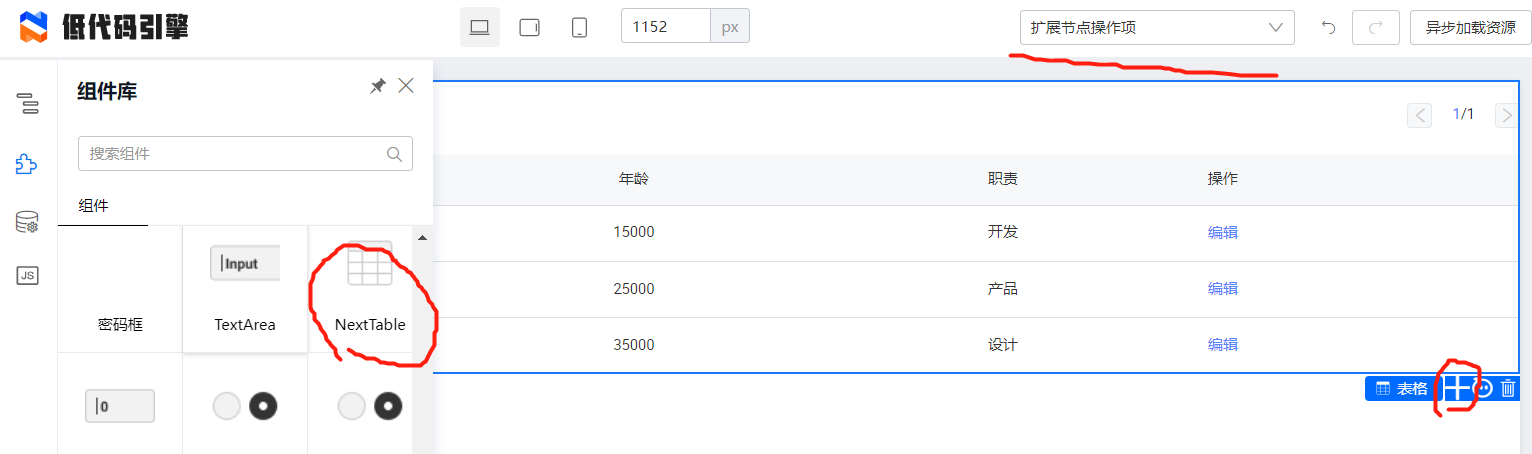 低代码引擎
1152 px
扩展节点操作项
异步加载资源
组件库
搜索组件
组件
Input
密码框 TextArea NextTable
0
1/1
年龄 职责 操作
15000 开发 编辑
25000 产品 编辑
35000 设计 编辑
表格
JS